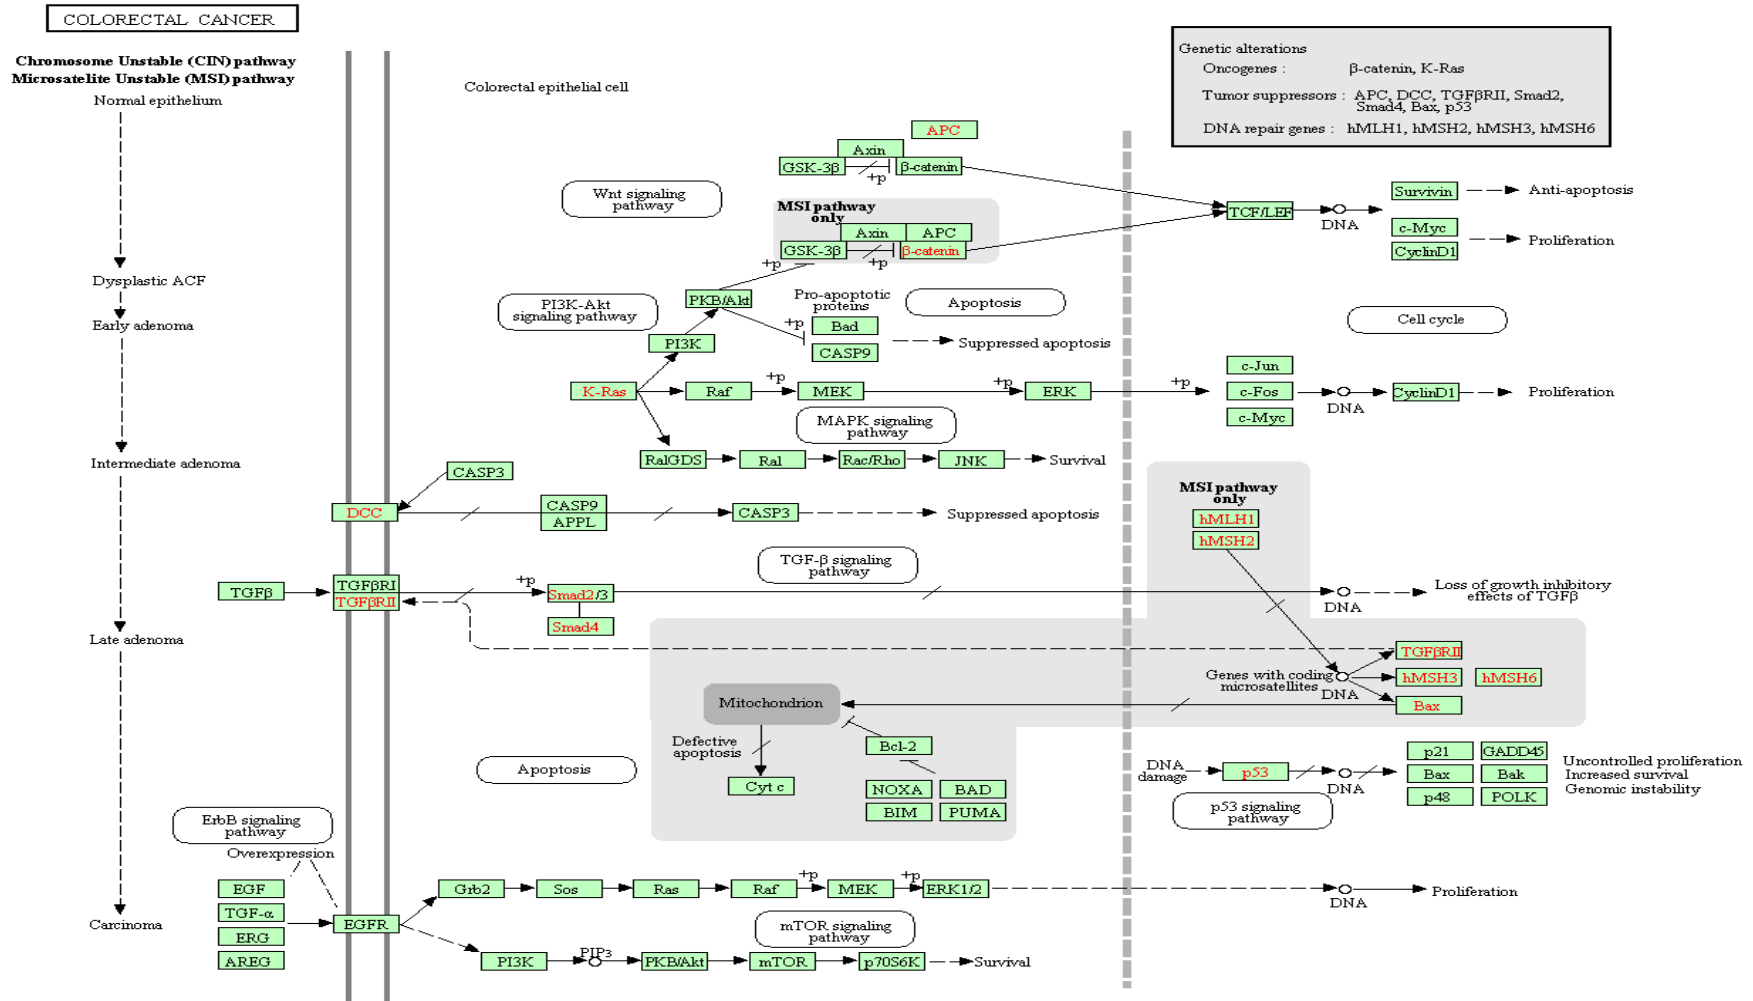 COLORECTAL CANCER
Chromosome Unstable (CIN) pathway
Microsatelite Unstable (MSI) pathway
Normal epithelium
Dysplastic ACF
Early adenoma
Intermediate adenoma
Late adenoma
Carcinoma
Colorectal epithelial cell
Genetic alterations
Oncogenes : β-catenin, K-Ras
Tumor suppressors : APC, DCC, TGFβRII, Smad2,
Smad4, Bax, p53
DNA repair genes : hMLH1, hMSH2, hMSH3, hMSH6
APC
Axin
GSK-3β
+p
β-catenin
Wnt signaling
pathway
MSI pathway
only
Axin
APC
GSK-3β
+p
β-catenin
TCF/LEF
DNA
Survivin
Anti-apoptosis
c-Myc
CyclinD1
Proliferation
+p
PKB/Akt
PI3K-Akt
signaling pathway
Pro-apoptotic
proteins
Apoptosis
+p
Bad
CASP9
Suppressed apoptosis
Cell cycle
PI3K
K-Ras
Raf
+p
MEK
+p
ERK
+p
c-Jun
c-Fos
c-Myc
DNA
CyclinD1
Proliferation
MAPK signaling
pathway
RalGDS
Ral
Rac/Rho
JNK
Survival
CASP3
DCC
CASP9
APPL
CASP3
Suppressed apoptosis
MSI pathway
only
hMLH1
hMSH2
TGF-β signaling
pathway
TGFβ
TGFβRI
TGFβRII
+p
Smad2/3
Smad4
DNA
Loss of growth inhibitory
effects of TGFβ
Genes with coding
microsatellites
DNA
TGFβRII
hMSH3
hMSH6
Bax
Mitochondrion
Defective
apoptosis
Bcl-2
Cyt c
NOXA
BAD
BIM
PUMA
Apoptosis
DNA
damage
p53
DNA
p21
GADD45
Bax
Bak
p48
POLK
Uncontrolled proliferation
Increased survival
Genomic instability
p53 signaling
pathway
ErbB signaling
pathway
Overexpression
EGF
TGF-α
ERG
AREG
EGFR
Grb2
Sos
Ras
Raf
+p
MEK
+p
ERK1/2
DNA
Proliferation
mTOR signaling
pathway
PI3K
PIP3
PKB/Akt
mTOR
p70S6K
Survival